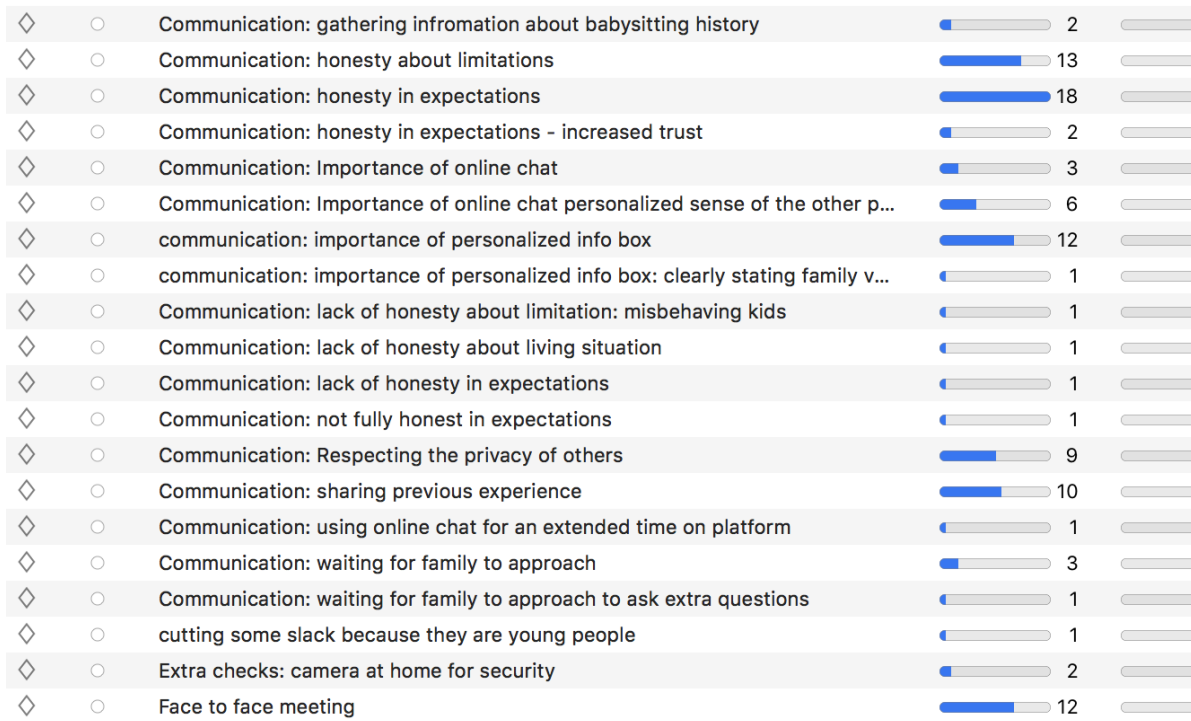 Communication: gathering infromation about babysitting history 2
Communication: honesty about limitations 13
Communication: honesty in expectations 18
Communication: honesty in expectations - increased trust 2
Communication: Importance of online chat 3
Communication: Importance of online chat personalized sense of the other p... 6
communication: importance of personalized info box 12
communication: importance of personalized info box: clearly stating family v... 1
Communication: lack of honesty about limitation: misbehaving kids 1
Communication: lack of honesty about living situation 1
Communication: lack of honesty in expectations 1
Communication: not fully honest in expectations 1
Communication: Respecting the privacy of others 9
Communication: sharing previous experience 10
Communication: using online chat for an extended time on platform 1
Communication: waiting for family to approach 3
Communication: waiting for family to approach to ask extra questions 1
cutting some slack because they are young people 1
Extra checks: camera at home for security 2
Face to face meeting 12